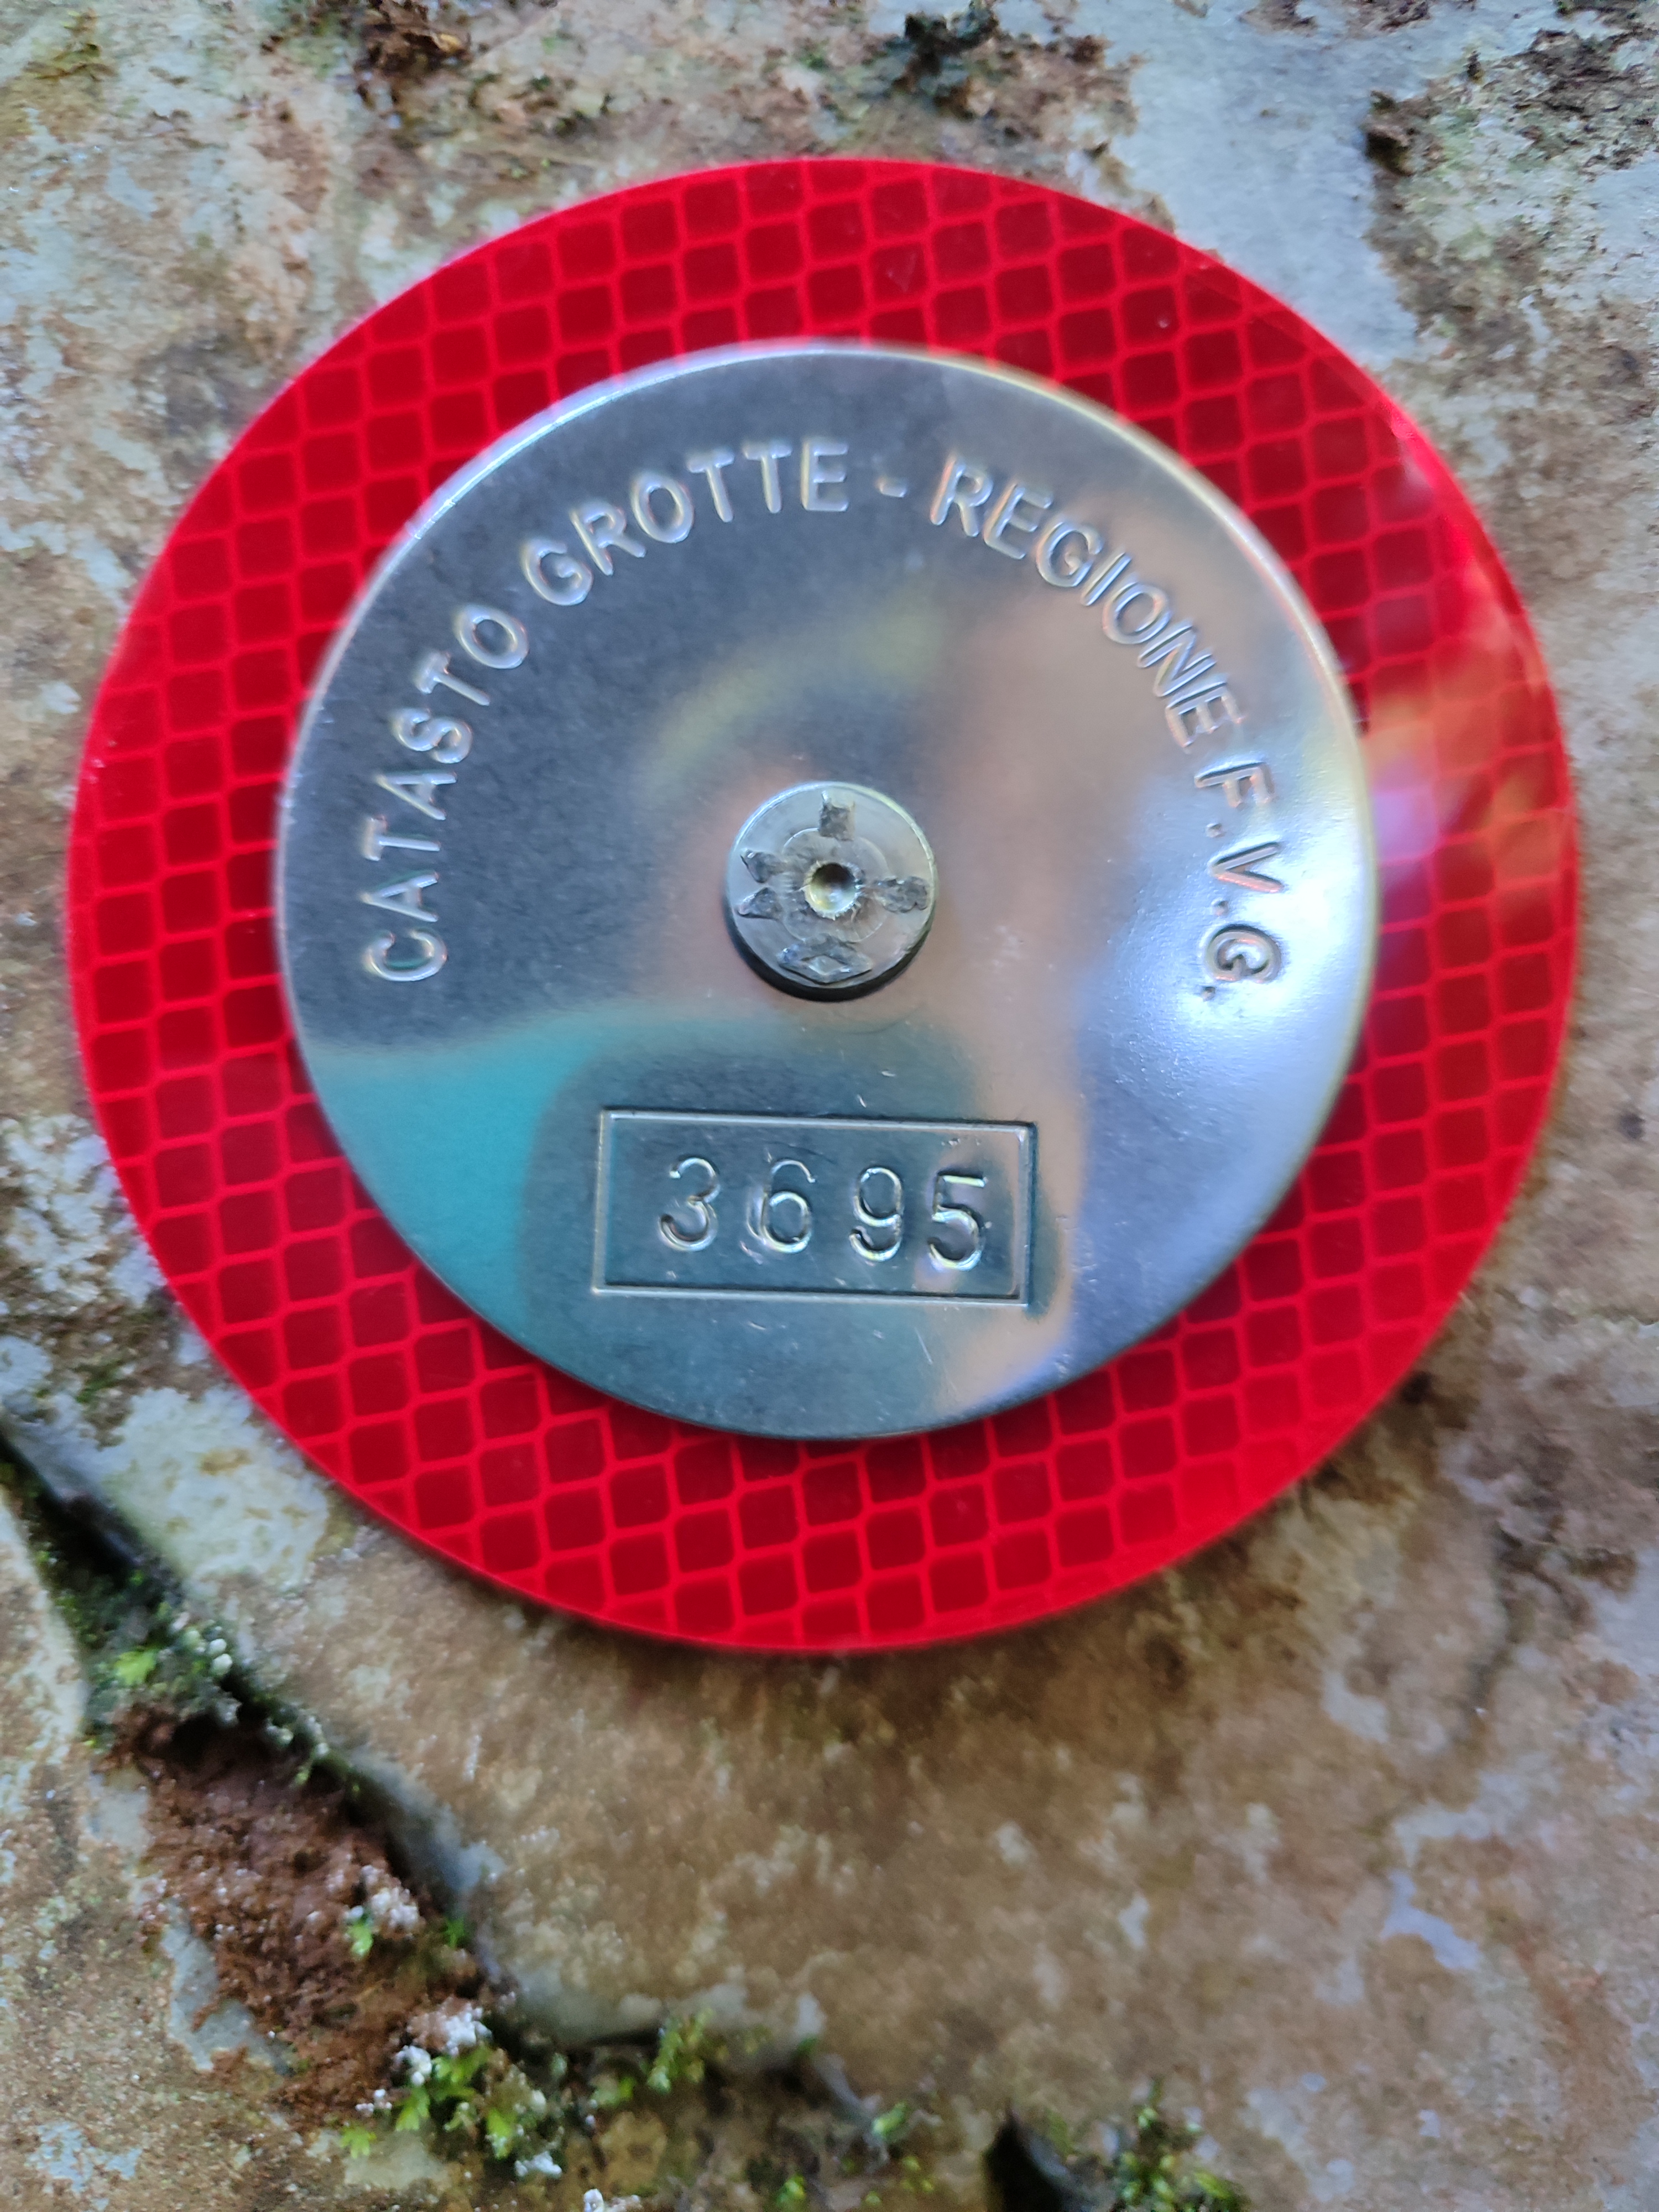 CATASTO GROTTE - REGIONE F.V.G.
3695